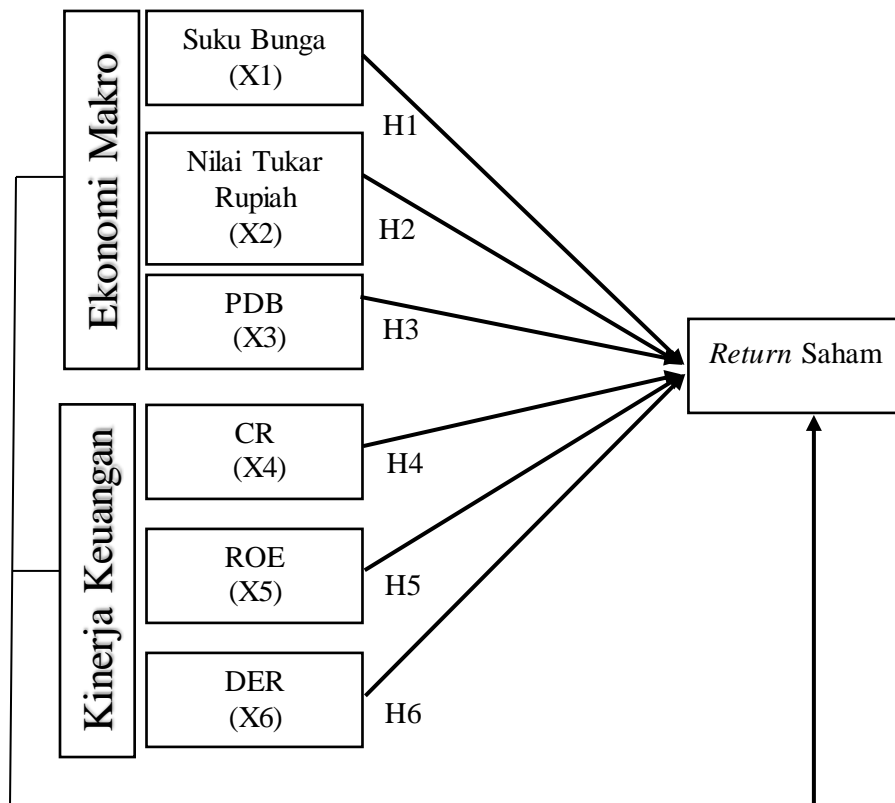 Ekonomi Makro
Suku Bunga
(X1)
H1
Nilai Tukar
Rupiah
(X2)
H2
PDB
(X3)
H3
Return Saham
Kinerja Keuangan
CR
(X4)
H4
ROE
(X5)
H5
DER
(X6)
H6